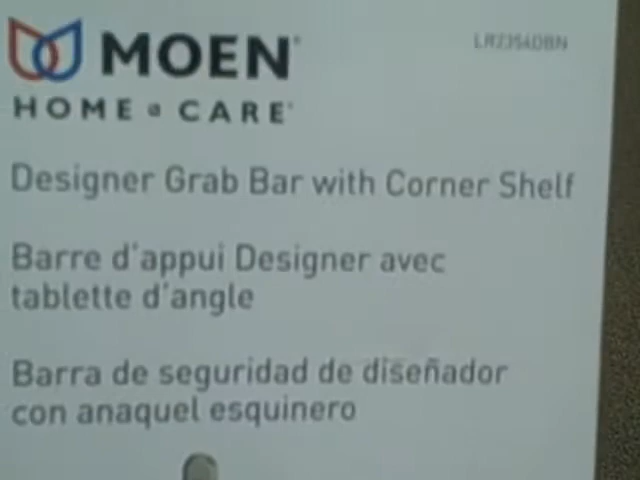 MOEN®
LR2354DBN
HOME CARE®
Designer Grab Bar with Corner Shelf
Barre d'appui Designer avec
tablette d'angle
Barra de seguridad de diseñador
con anaquel esquinero